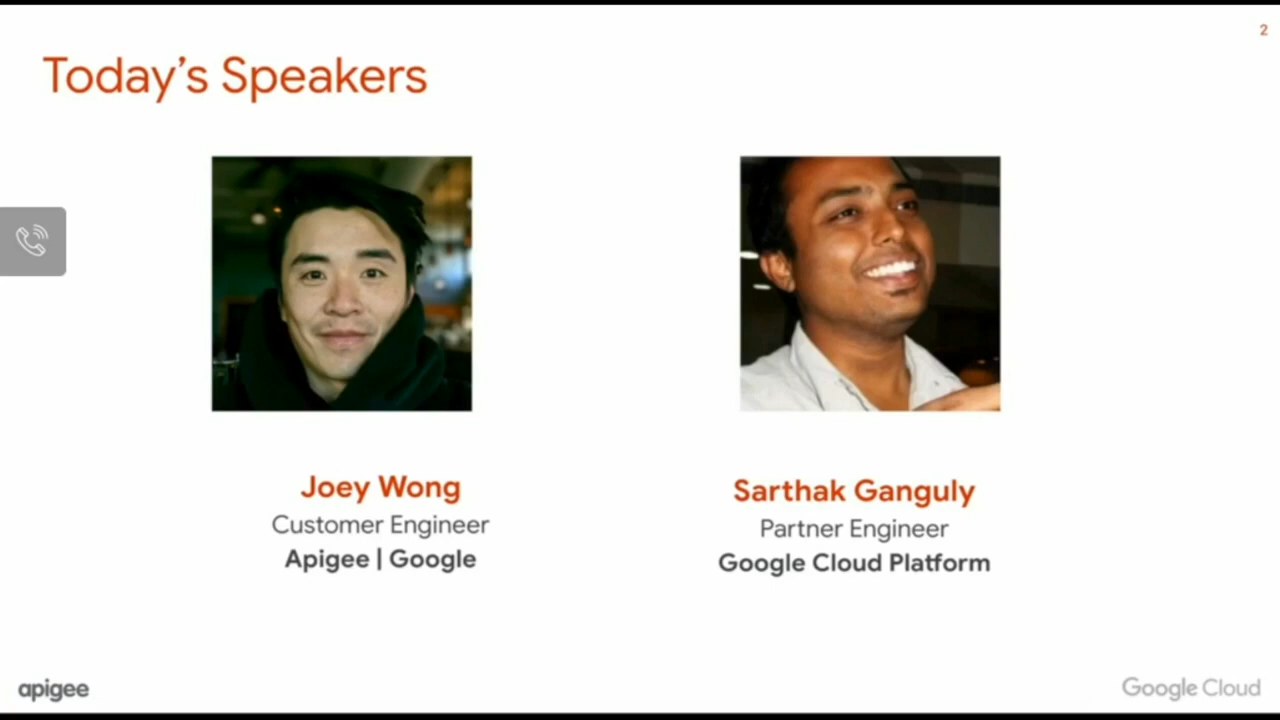 2
Today’s Speakers
Joey Wong
Customer Engineer
Apigee | Google
Sarthak Ganguly
Partner Engineer
Google Cloud Platform
apigee
Google Cloud